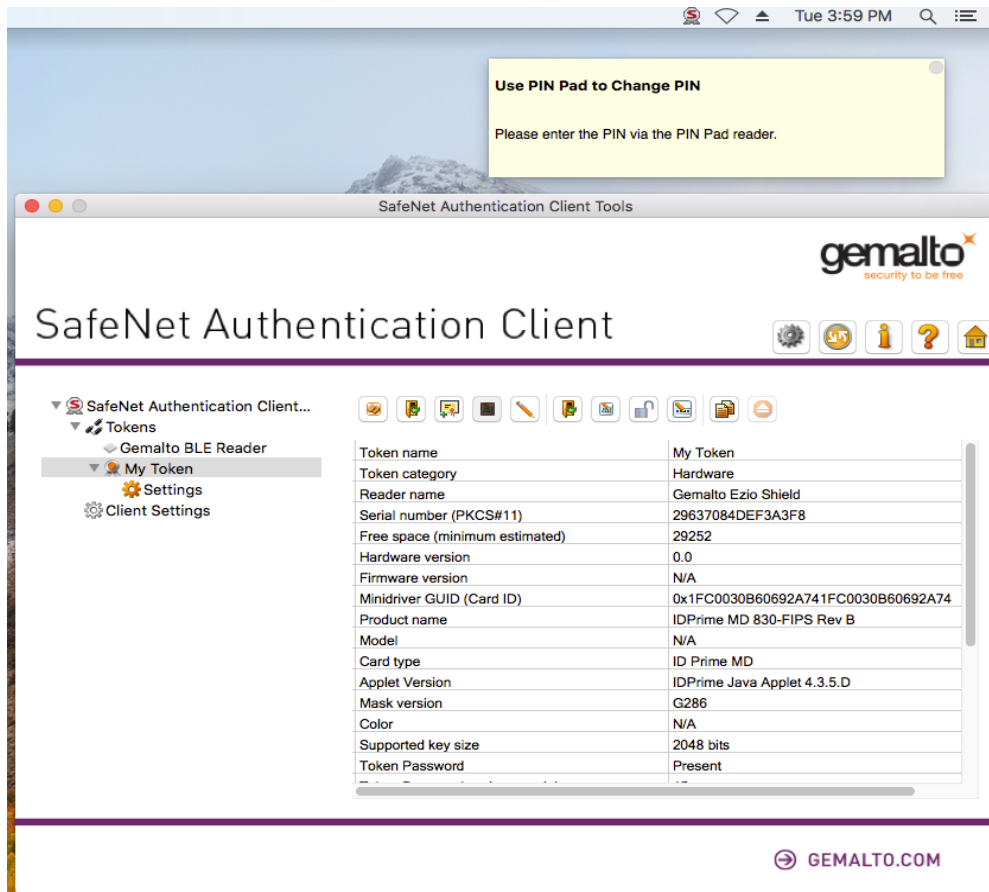 Tue 3:59 PM
Use PIN Pad to Change PIN
Please enter the PIN via the PIN Pad reader.
SafeNet Authentication Client Tools
gemalto
security to be free
SafeNet Authentication Client
SafeNet Authentication Client...
Tokens
Gemalto BLE Reader
My Token
Settings
Client Settings
Token name My Token
Token category Hardware
Reader name Gemalto Ezio Shield
Serial number (PKCS#11) 29637084DEF3A3F8
Free space (minimum estimated) 29252
Hardware version 0.0
Firmware version N/A
Minidriver GUID (Card ID) 0x1FC0030B60692A741FC0030B60692A74
Product name IDPrime MD 830-FIPS Rev B
Model N/A
Card type ID Prime MD
Applet Version IDPrime Java Applet 4.3.5.D
Mask version G286
Color N/A
Supported key size 2048 bits
Token Password Present
GEMALTO.COM